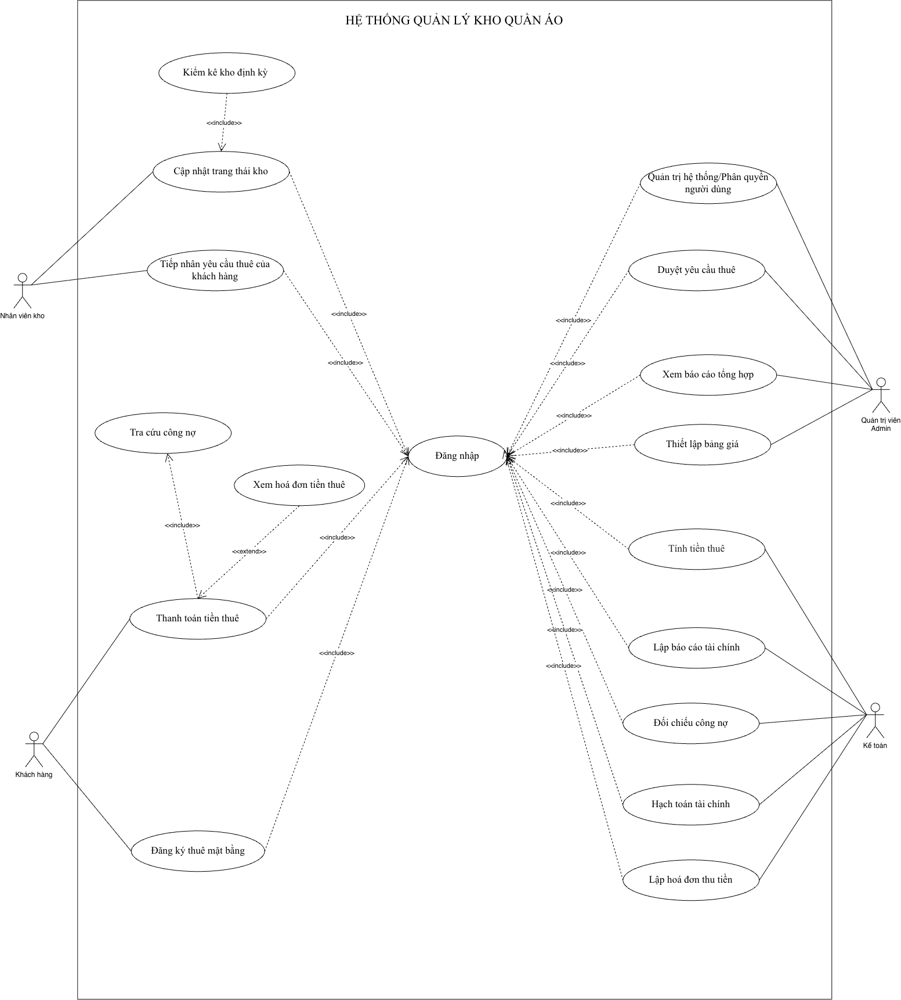 HỆ THỐNG QUẢN LÝ KHO QUẦN ÁO
Kiểm kê kho định kỳ
<<include>>
Cập nhật trang thái kho
Quản trị hệ thống/Phân quyền
người dùng
Tiếp nhân yêu cầu thuê của
khách hàng
Duyệt yêu cầu thuê
Nhân viên kho
<<include>>
<<include>>
<<include>>
<<include>>
Xem báo cáo tổng hợp
<<include>>
Quản trị viên
Admin
Tra cứu công nợ
Đăng nhập
<<include>>
Thiết lập bảng giá
Xem hoá đơn tiền thuê
<<include>>
<<include>>
<<include>>
<<extend>>
<<include>>
Tính tiền thuê
<<include>>
Thanh toán tiền thuê
<<include>>
<<include>>
<<include>>
Lập báo cáo tài chính
Đối chiếu công nợ
Kế toán
Khách hàng
Hạch toán tài chính
Đăng ký thuê mặt bằng
Lập hoá đơn thu tiền